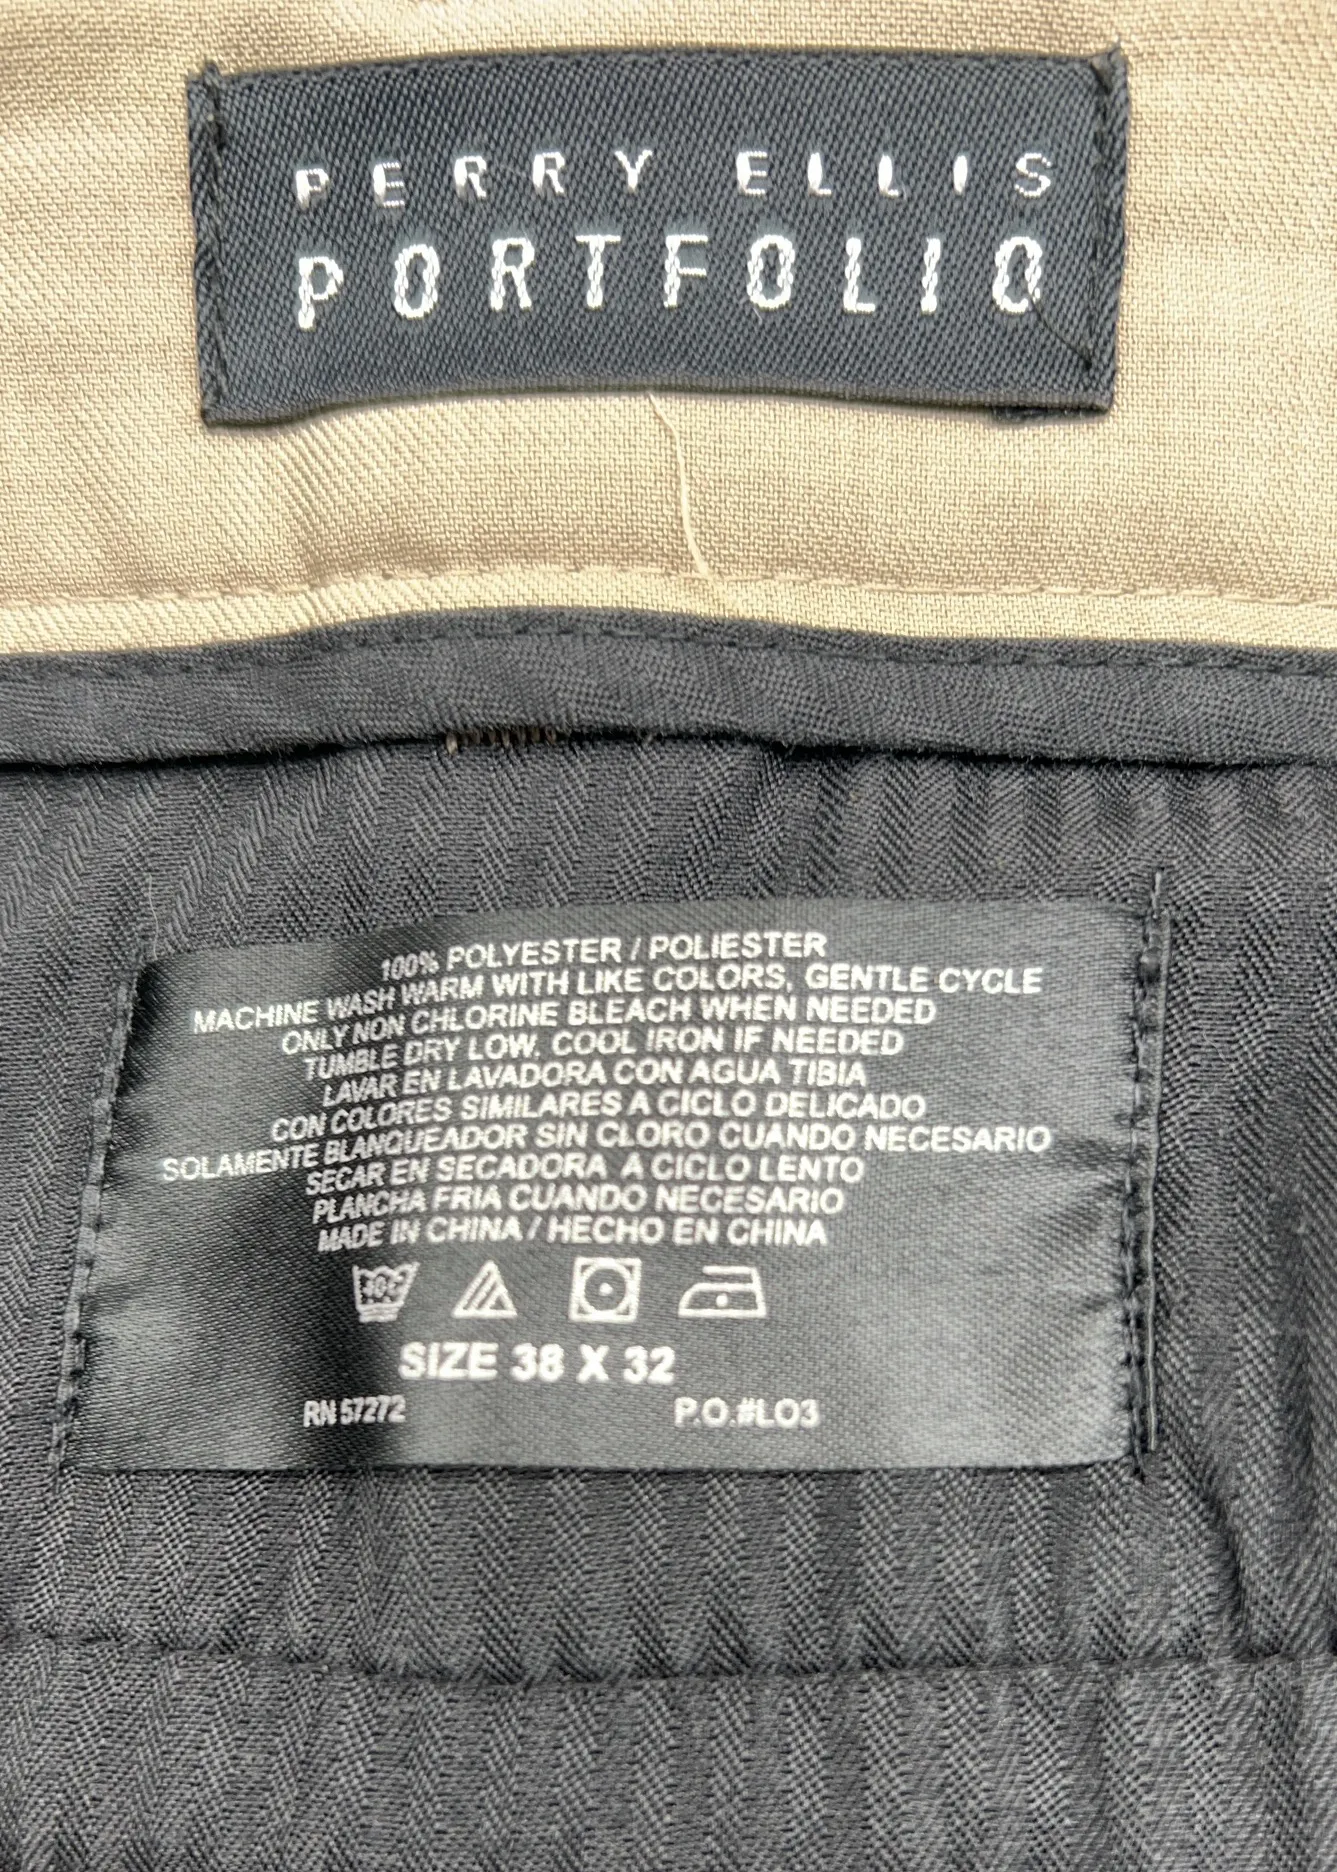 PERRY ELLIS
PORTFOLIO
100% POLYESTER / POLIESTER
MACHINE WASH WARM WITH LIKE COLORS, GENTLE CYCLE
ONLY NON CHLORINE BLEACH WHEN NEEDED
TUMBLE DRY LOW. COOL IRON IF NEEDED
LAVAR EN LAVADORA CON AGUA TIBIA
CON COLORES SIMILARES A CICLO DELICADO
SOLAMENTE BLANQUEADOR SIN CLORO CUANDO NECESARIO
SECAR EN SECADORA A CICLO LENTO
PLANCHA FRIA CUANDO NECESARIO
MADE IN CHINA / HECHO EN CHINA
SIZE 38 X 32
RN 57272 P.O.#LO3